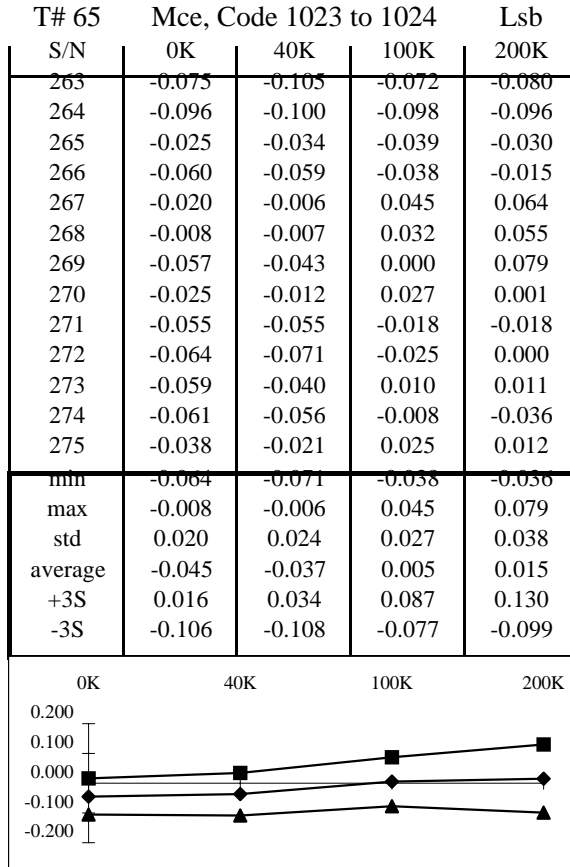 T# 65 Mce, Code 1023 to 1024 Lsb
S/N 0K 40K 100K 200K
263 -0.075 -0.105 -0.072 -0.080
264 -0.096 -0.100 -0.098 -0.096
265 -0.025 -0.034 -0.039 -0.030
266 -0.060 -0.059 -0.038 -0.015
267 -0.020 -0.006 0.045 0.064
268 -0.008 -0.007 0.032 0.055
269 -0.057 -0.043 0.000 0.079
270 -0.025 -0.012 0.027 0.001
271 -0.055 -0.055 -0.018 -0.018
272 -0.064 -0.071 -0.025 0.000
273 -0.059 -0.040 0.010 0.011
274 -0.061 -0.056 -0.008 -0.036
275 -0.038 -0.021 0.025 0.012
min -0.064 -0.071 -0.038 -0.036
max -0.008 -0.006 0.045 0.079
std 0.020 0.024 0.027 0.038
average -0.045 -0.037 0.005 0.015
+3S 0.016 0.034 0.087 0.130
-3S -0.106 -0.108 -0.077 -0.099
0K 40K 100K 200K
0.200
0.100
0.000
-0.100
-0.200